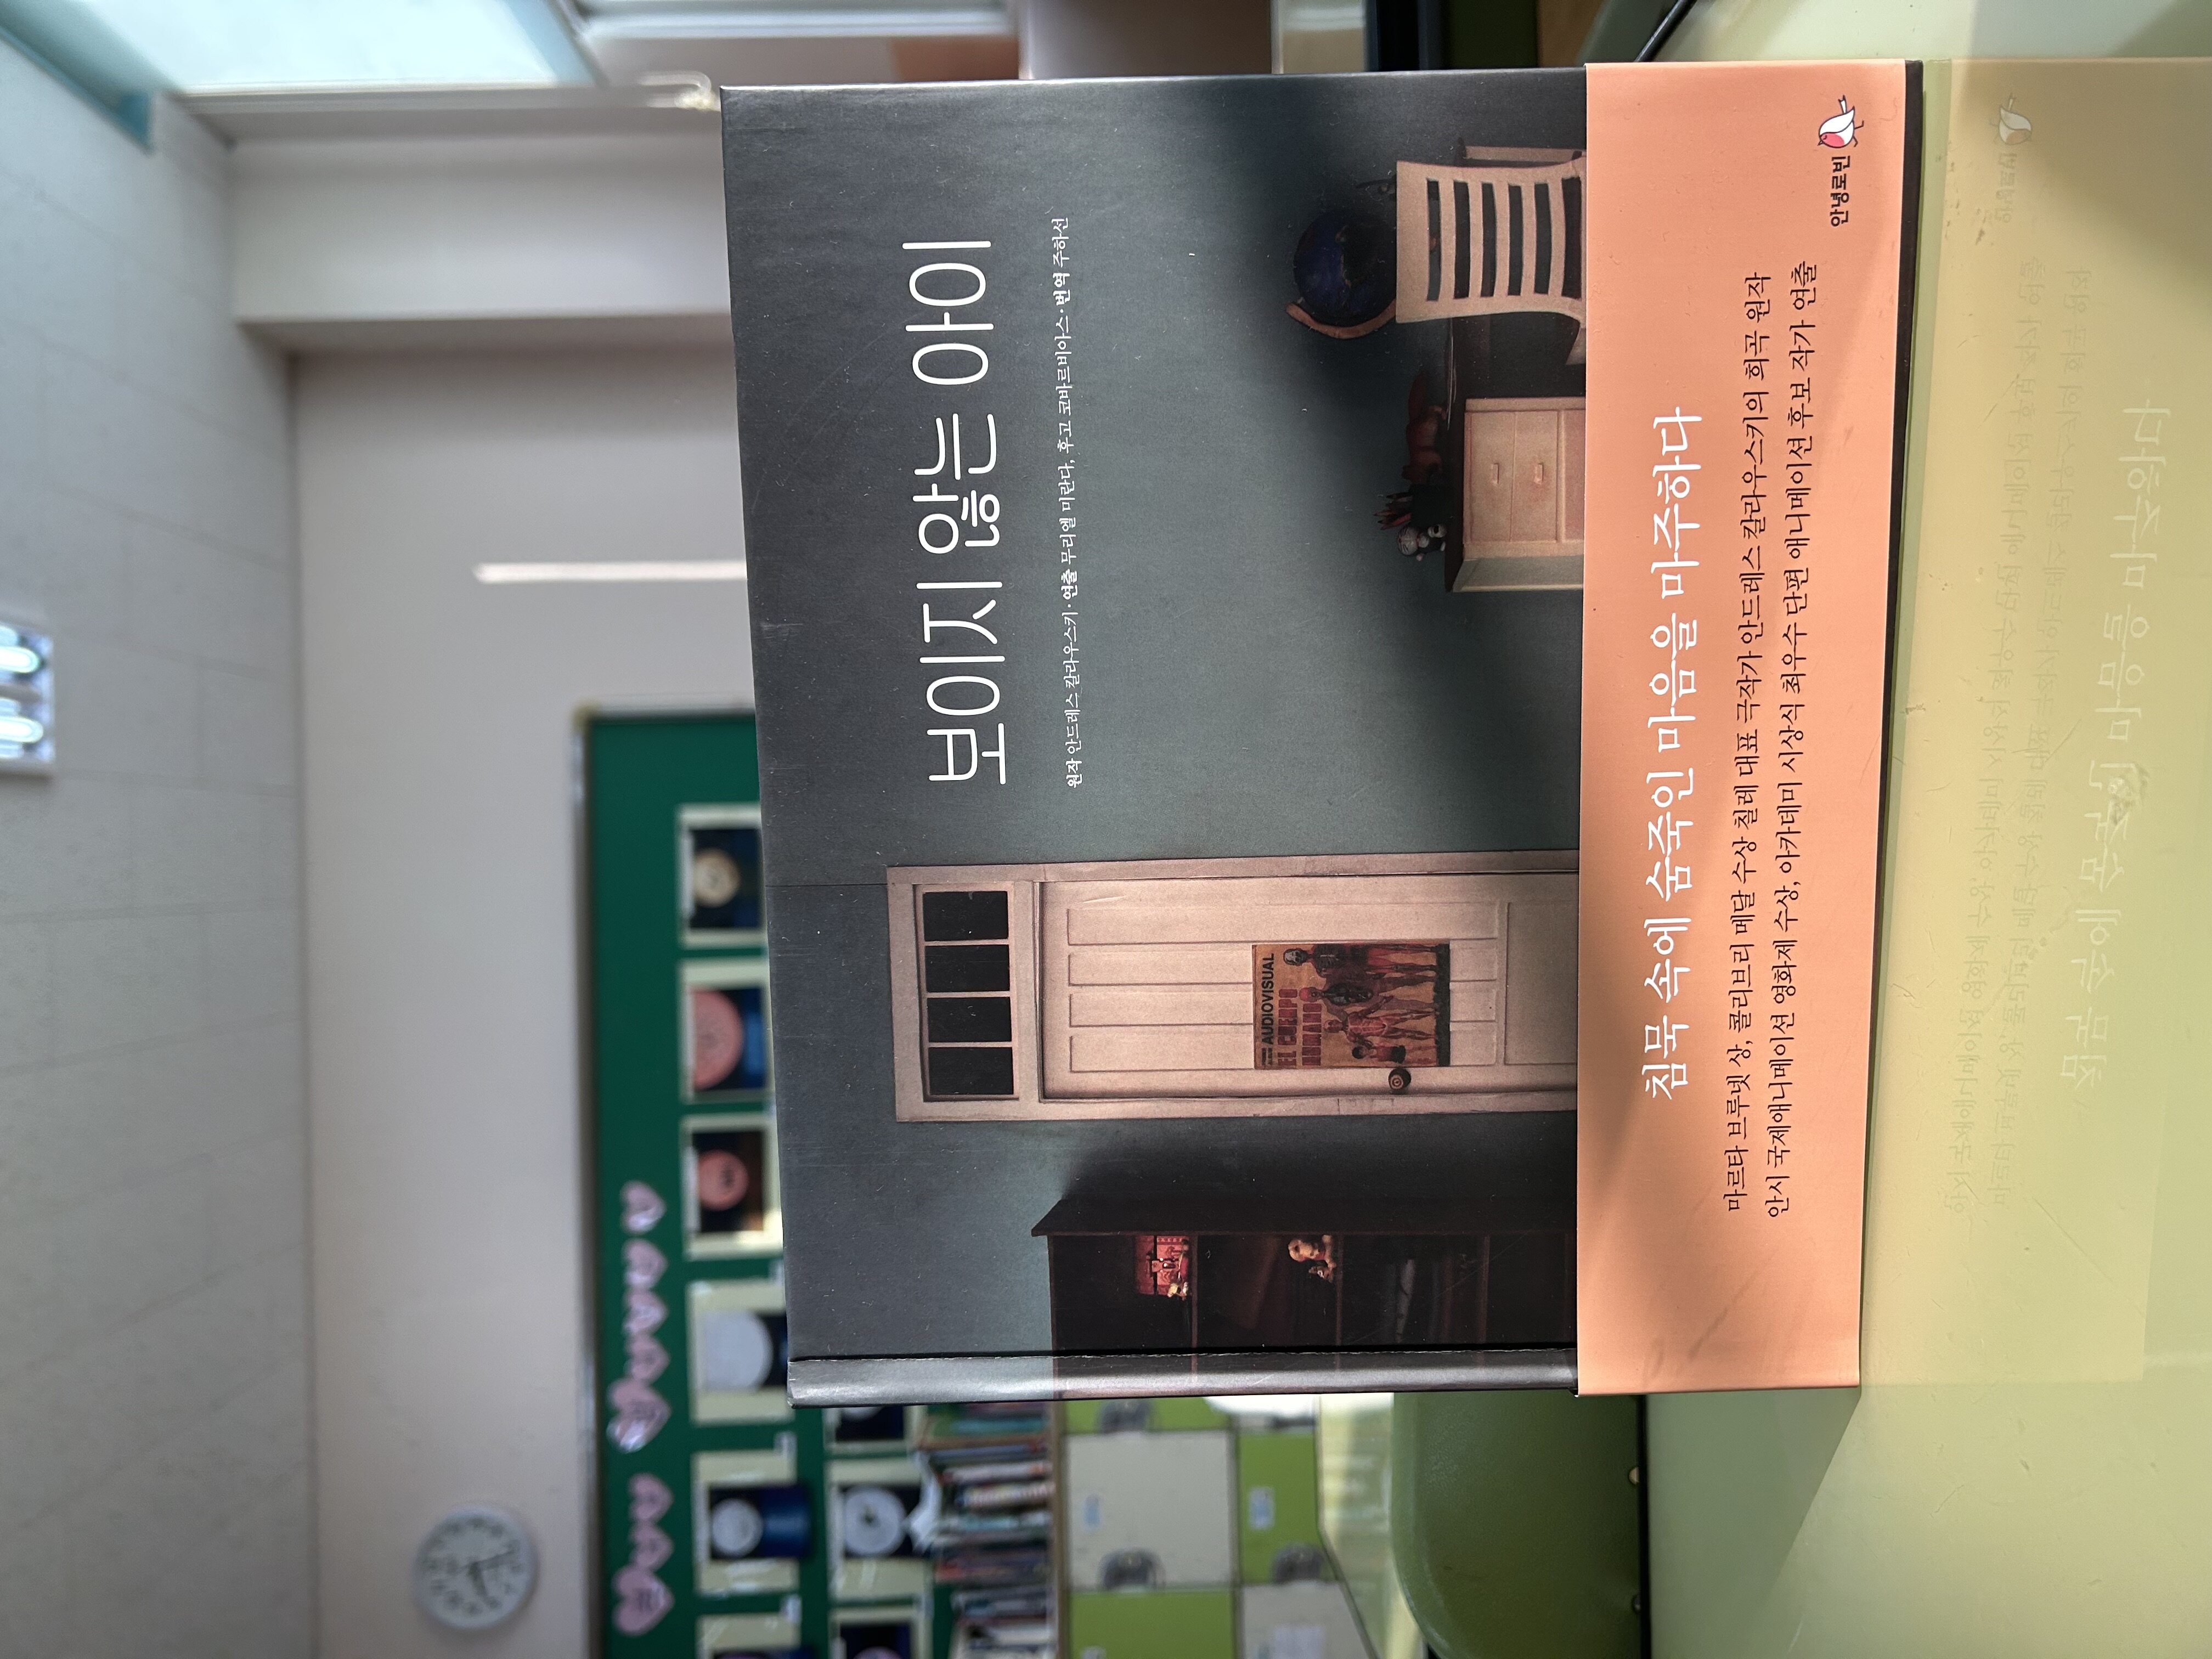 보이지 않는 아이
원작 안드레스 칼라우스키 · 연출 무리엘 미란다, 후고 코바르비아스 · 번역 주하선
AUDIOVISUAL
EL CUERPO
HUMANO
침묵 속에 숨죽인 마음을 마주하다
마르타 브루넷 상, 콜리브리 메달 수상 칠레 대표 극작가 안드레스 칼라우스키의 희곡 원작
안시 국제애니메이션 영화제 수상, 아카데미 시상식 최우수 단편 애니메이션 후보 작가 연출
안녕로빈